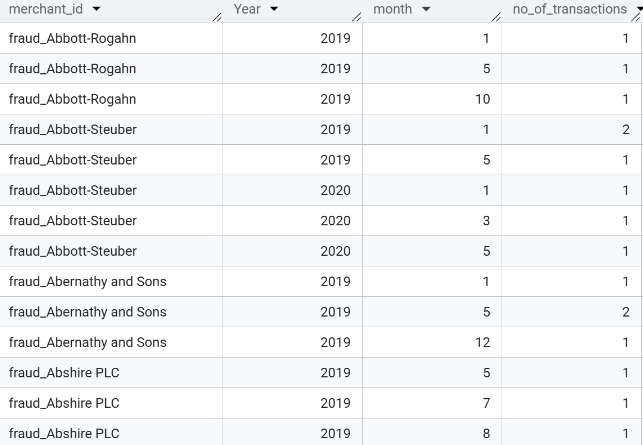 merchant_id Year month no_of_transactions
fraud_Abbott-Rogahn 2019 1 1
fraud_Abbott-Rogahn 2019 5 1
fraud_Abbott-Rogahn 2019 10 1
fraud_Abbott-Steuber 2019 1 2
fraud_Abbott-Steuber 2019 5 1
fraud_Abbott-Steuber 2020 1 1
fraud_Abbott-Steuber 2020 3 1
fraud_Abbott-Steuber 2020 5 1
fraud_Abernathy and Sons 2019 1 1
fraud_Abernathy and Sons 2019 5 2
fraud_Abernathy and Sons 2019 12 1
fraud_Abshire PLC 2019 5 1
fraud_Abshire PLC 2019 7 1
fraud_Abshire PLC 2019 8 1